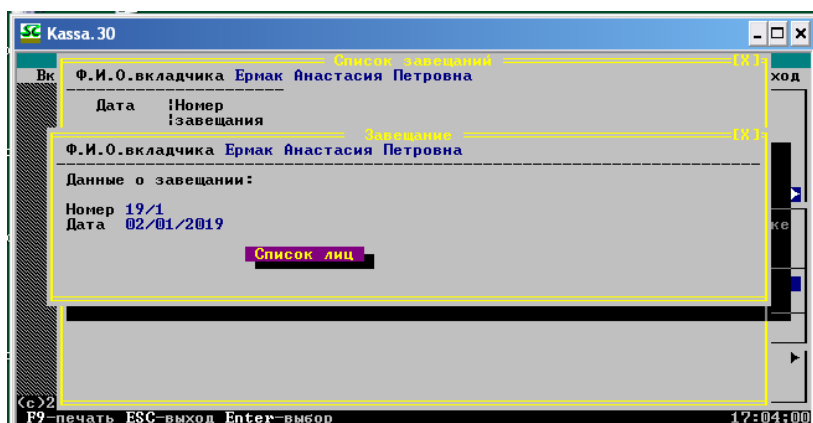 Kassa.30
Список завещаний [X]
Вк Ф.И.О.вкладчика Ермак Анастасия Петровна ход
Дата ¦Номер
¦завещания
Завещание [X]
Ф.И.О.вкладчика Ермак Анастасия Петровна
Данные о завещании:
Номер 19/1
Дата 02/01/2019
ке
Список лиц
(c)2
F9-печать ESC-выход Enter-выбор 17:04:00